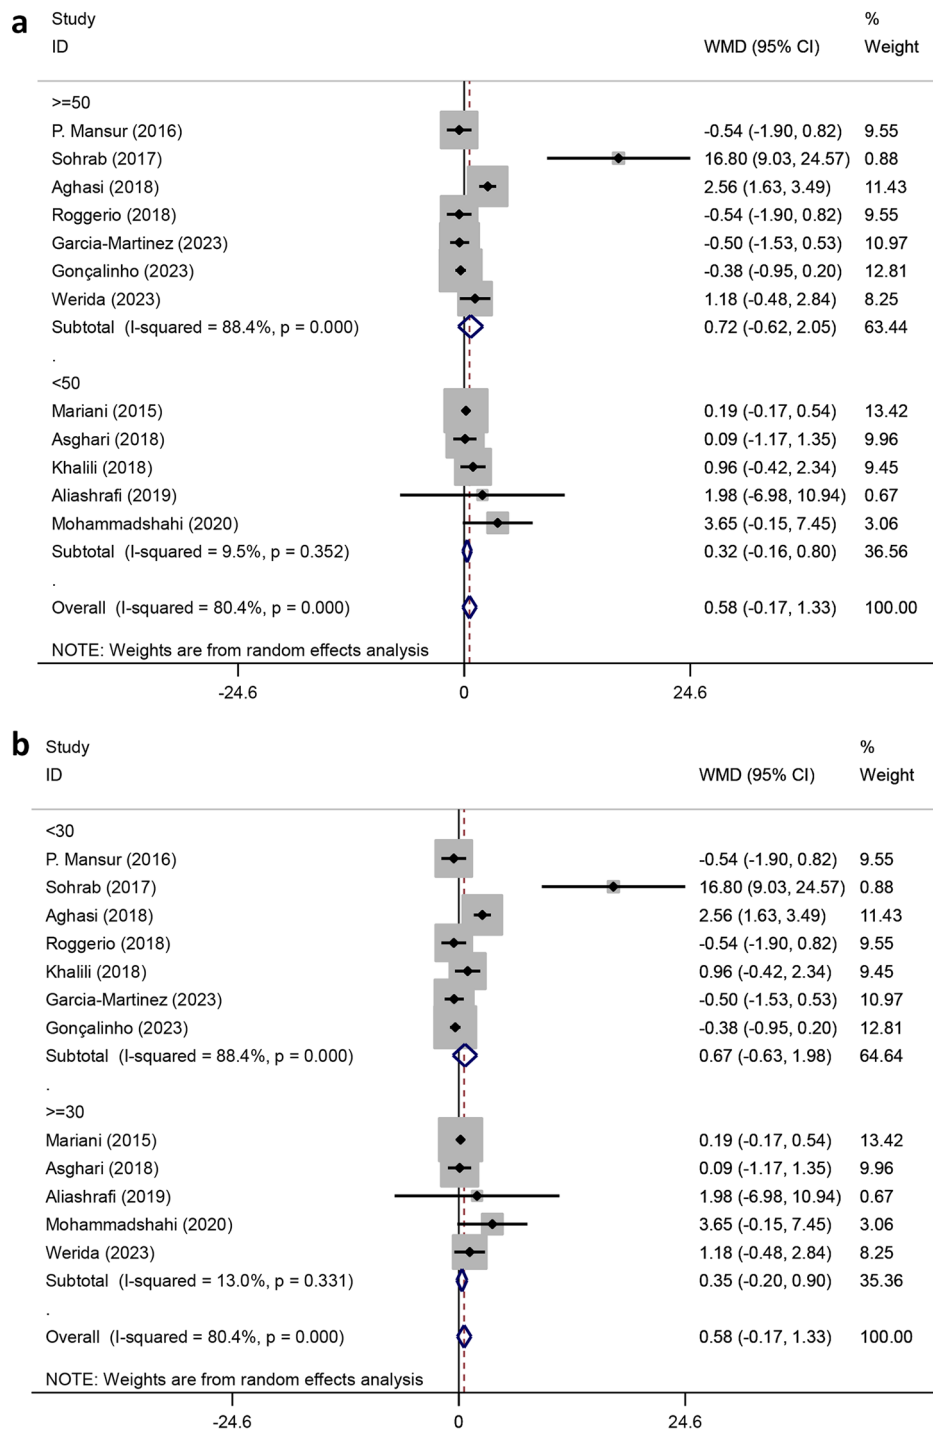 a
Study %
ID WMD (95% CI) Weight
>=50
P. Mansur (2016) -0.54 (-1.90, 0.82) 9.55
Sohrab (2017) 16.80 (9.03, 24.57) 0.88
Aghasi (2018) 2.56 (1.63, 3.49) 11.43
Roggerio (2018) -0.54 (-1.90, 0.82) 9.55
Garcia-Martinez (2023) -0.50 (-1.53, 0.53) 10.97
Gonçalinho (2023) -0.38 (-0.95, 0.20) 12.81
Werida (2023) 1.18 (-0.48, 2.84) 8.25
Subtotal (I-squared = 88.4%, p = 0.000) 0.72 (-0.62, 2.05) 63.44
.
<50
Mariani (2015) 0.19 (-0.17, 0.54) 13.42
Asghari (2018) 0.09 (-1.17, 1.35) 9.96
Khalili (2018) 0.96 (-0.42, 2.34) 9.45
Aliashrafi (2019) 1.98 (-6.98, 10.94) 0.67
Mohammadshahi (2020) 3.65 (-0.15, 7.45) 3.06
Subtotal (I-squared = 9.5%, p = 0.352) 0.32 (-0.16, 0.80) 36.56
.
Overall (I-squared = 80.4%, p = 0.000) 0.58 (-0.17, 1.33) 100.00
NOTE: Weights are from random effects analysis
-24.6 0 24.6
b
Study %
ID WMD (95% CI) Weight
<30
P. Mansur (2016) -0.54 (-1.90, 0.82) 9.55
Sohrab (2017) 16.80 (9.03, 24.57) 0.88
Aghasi (2018) 2.56 (1.63, 3.49) 11.43
Roggerio (2018) -0.54 (-1.90, 0.82) 9.55
Khalili (2018) 0.96 (-0.42, 2.34) 9.45
Garcia-Martinez (2023) -0.50 (-1.53, 0.53) 10.97
Gonçalinho (2023) -0.38 (-0.95, 0.20) 12.81
Subtotal (I-squared = 88.4%, p = 0.000) 0.67 (-0.63, 1.98) 64.64
.
>=30
Mariani (2015) 0.19 (-0.17, 0.54) 13.42
Asghari (2018) 0.09 (-1.17, 1.35) 9.96
Aliashrafi (2019) 1.98 (-6.98, 10.94) 0.67
Mohammadshahi (2020) 3.65 (-0.15, 7.45) 3.06
Werida (2023) 1.18 (-0.48, 2.84) 8.25
Subtotal (I-squared = 13.0%, p = 0.331) 0.35 (-0.20, 0.90) 35.36
.
Overall (I-squared = 80.4%, p = 0.000) 0.58 (-0.17, 1.33) 100.00
NOTE: Weights are from random effects analysis
-24.6 0 24.6